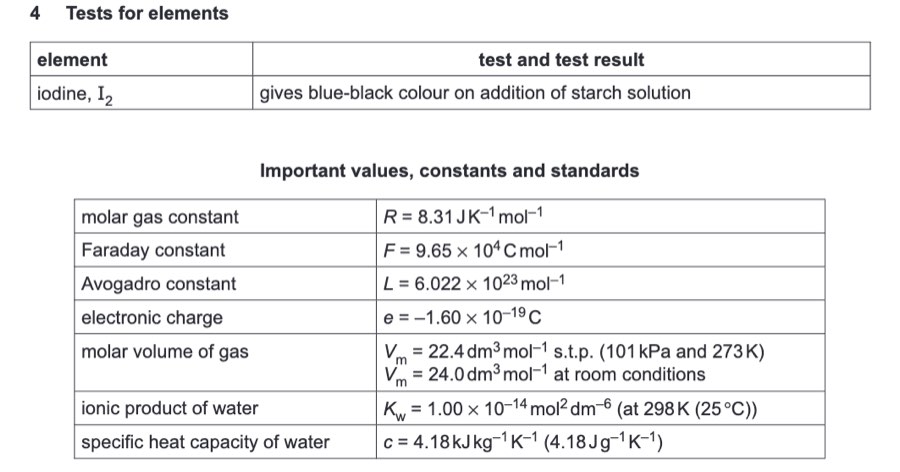 4 Tests for elements
element test and test result
iodine, I₂ gives blue-black colour on addition of starch solution
Important values, constants and standards
molar gas constant R = 8.31 J K⁻¹ mol⁻¹
Faraday constant F = 9.65 × 10⁴ C mol⁻¹
Avogadro constant L = 6.022 × 10²³ mol⁻¹
electronic charge e = −1.60 × 10⁻¹⁹ C
molar volume of gas Vₘ = 22.4 dm³ mol⁻¹ s.t.p. (101 kPa and 273 K)
Vₘ = 24.0 dm³ mol⁻¹ at room conditions
ionic product of water K_w = 1.00 × 10⁻¹⁴ mol² dm⁻⁶ (at 298 K (25 °C))
specific heat capacity of water c = 4.18 kJ kg⁻¹ K⁻¹ (4.18 J g⁻¹ K⁻¹)